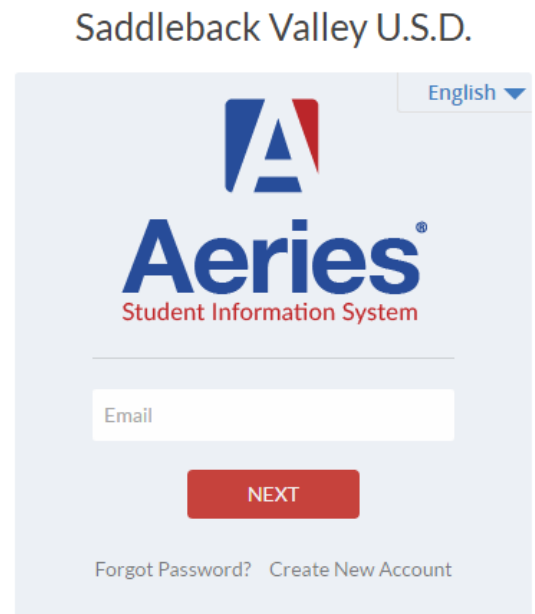 Saddleback Valley U.S.D.
English
A
Aeries®
Student Information System
Email
NEXT
Forgot Password? Create New Account